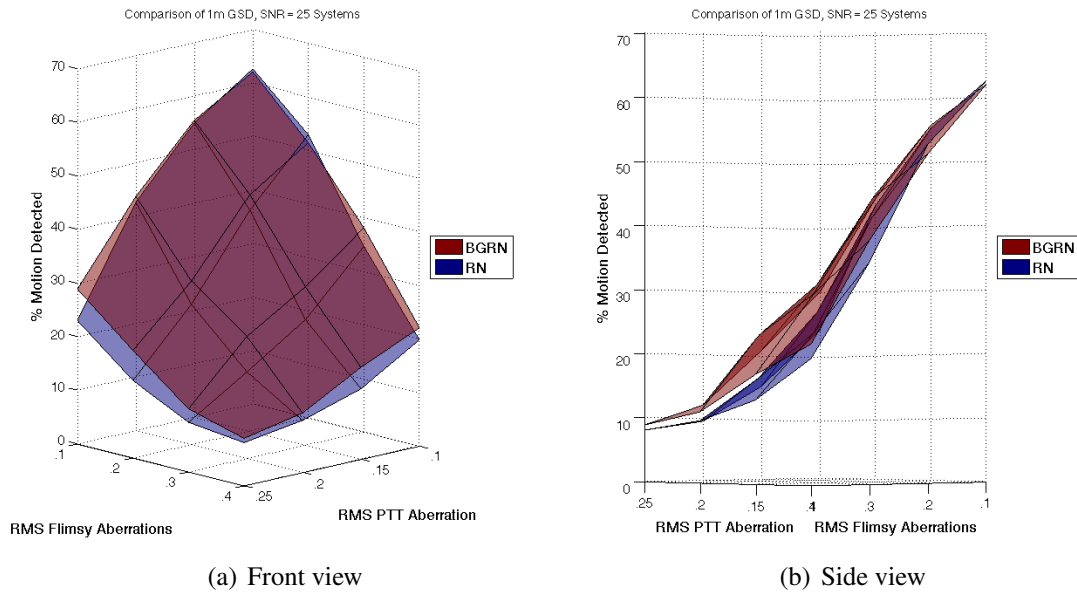 Comparison of 1m GSD, SNR = 25 Systems
70
60
50
40
30
20
10
0
% Motion Detected
.1
.2
.3
.4
RMS Flimsy Aberrations
.25
.2
.15
.1
RMS PTT Aberration
BGRN
RN
(a) Front view
Comparison of 1m GSD, SNR = 25 Systems
70
60
50
40
30
20
10
0
% Motion Detected
.25
.2
.15
.4
.3
.2
.1
RMS PTT Aberration
RMS Flimsy Aberrations
BGRN
RN
(b) Side view